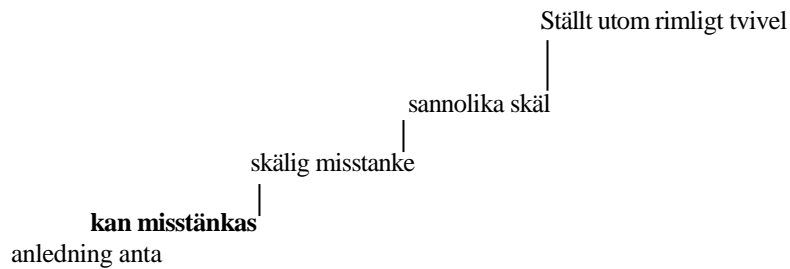 Ställt utom rimligt tvivel
sannolika skäl
skälig misstanke
kan misstänkas
anledning anta